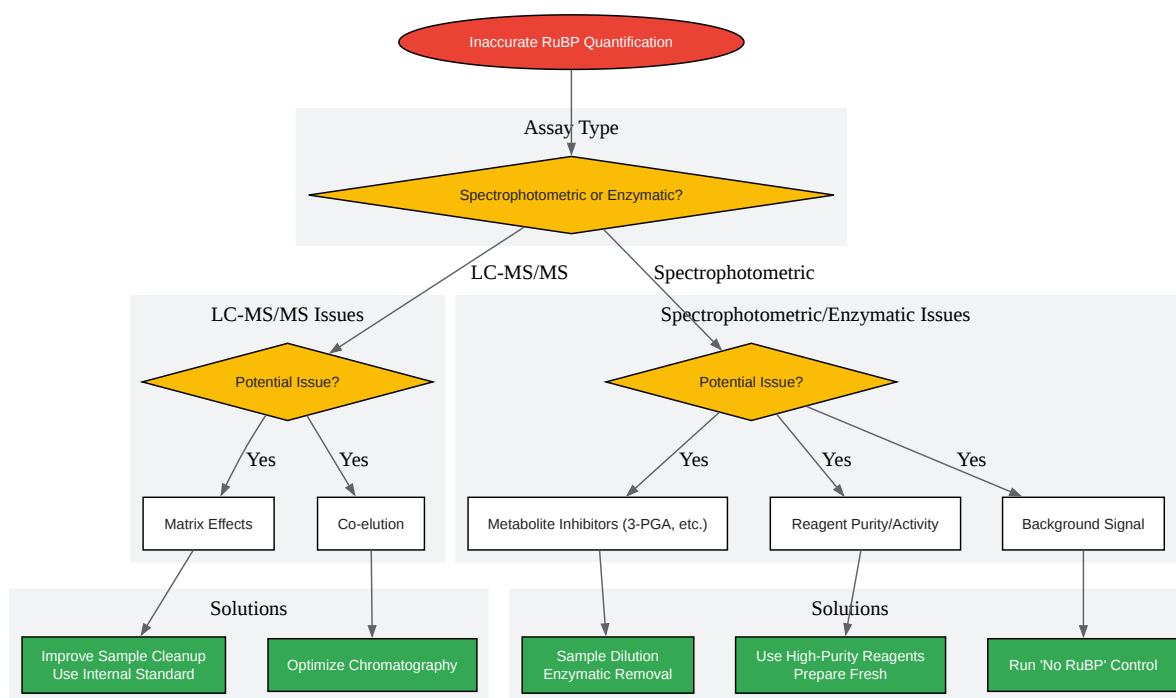 Inaccurate RuBP Quantification
Assay Type
Spectrophotometric or Enzymatic?
LC-MS/MS
Spectrophotometric
LC-MS/MS Issues
Spectrophotometric/Enzymatic Issues
Potential Issue?
Potential Issue?
Yes
Yes
Yes
Yes
Yes
Matrix Effects
Co-elution
Metabolite Inhibitors (3-PGA, etc.)
Reagent Purity/Activity
Background Signal
Solutions
Solutions
Improve Sample Cleanup
Use Internal Standard
Optimize Chromatography
Sample Dilution
Enzymatic Removal
Use High-Purity Reagents
Prepare Fresh
Run 'No RuBP' Control